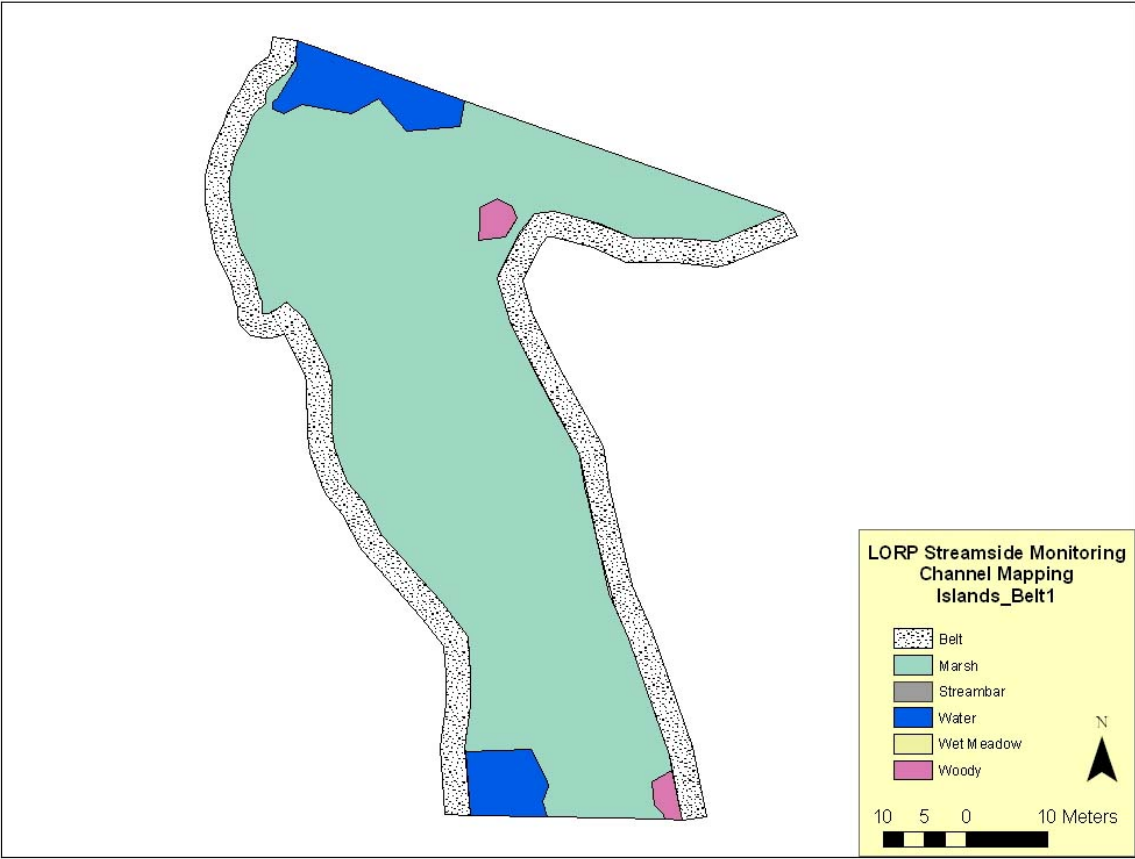 LORP Streamside Monitoring
Channel Mapping
Islands_Belt1
Belt
Marsh
Streambar
Water
Wet Meadow
Woody
N
10 5 0 10 Meters